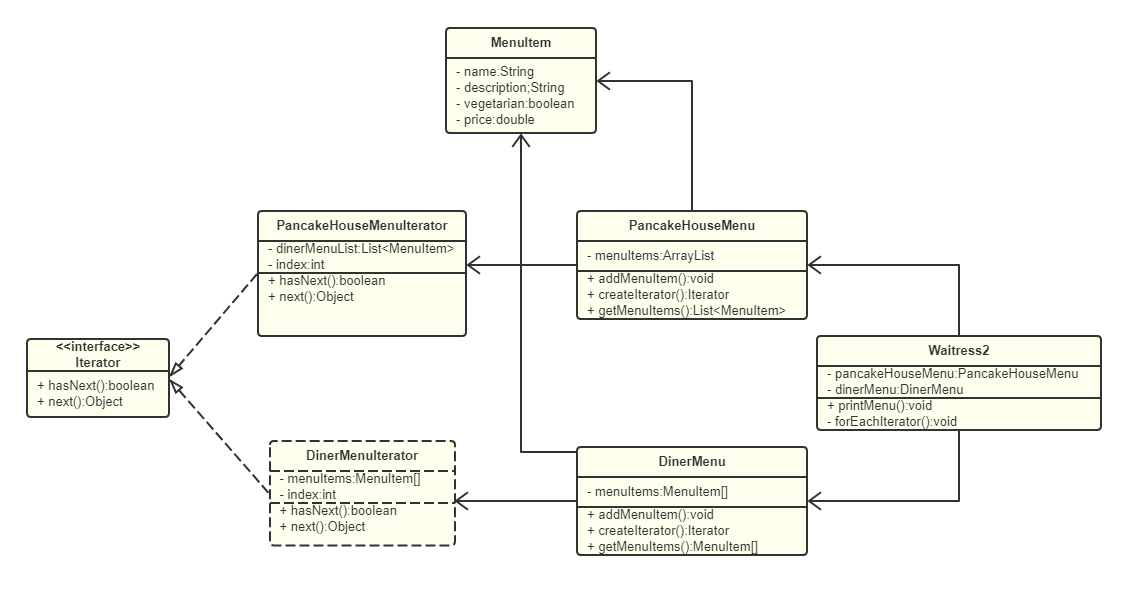 MenuItem
- name:String
- description;String
- vegetarian:boolean
- price:double
PancakeHouseMenuIterator
- dinerMenuList:List<MenuItem>
- index:int
+ hasNext():boolean
+ next():Object
PancakeHouseMenu
- menuItems:ArrayList
+ addMenuItem():void
+ createIterator():Iterator
+ getMenuItems():List<MenuItem>
<<interface>>
Iterator
+ hasNext():boolean
+ next():Object
Waitress2
- pancakeHouseMenu:PancakeHouseMenu
- dinerMenu:DinerMenu
+ printMenu():void
- forEachIterator():void
DinerMenuIterator
- menuItems:MenuItem[]
- index:int
+ hasNext():boolean
+ next():Object
DinerMenu
- menuItems:MenuItem[]
+ addMenuItem():void
+ createIterator():Iterator
+ getMenuItems():MenuItem[]